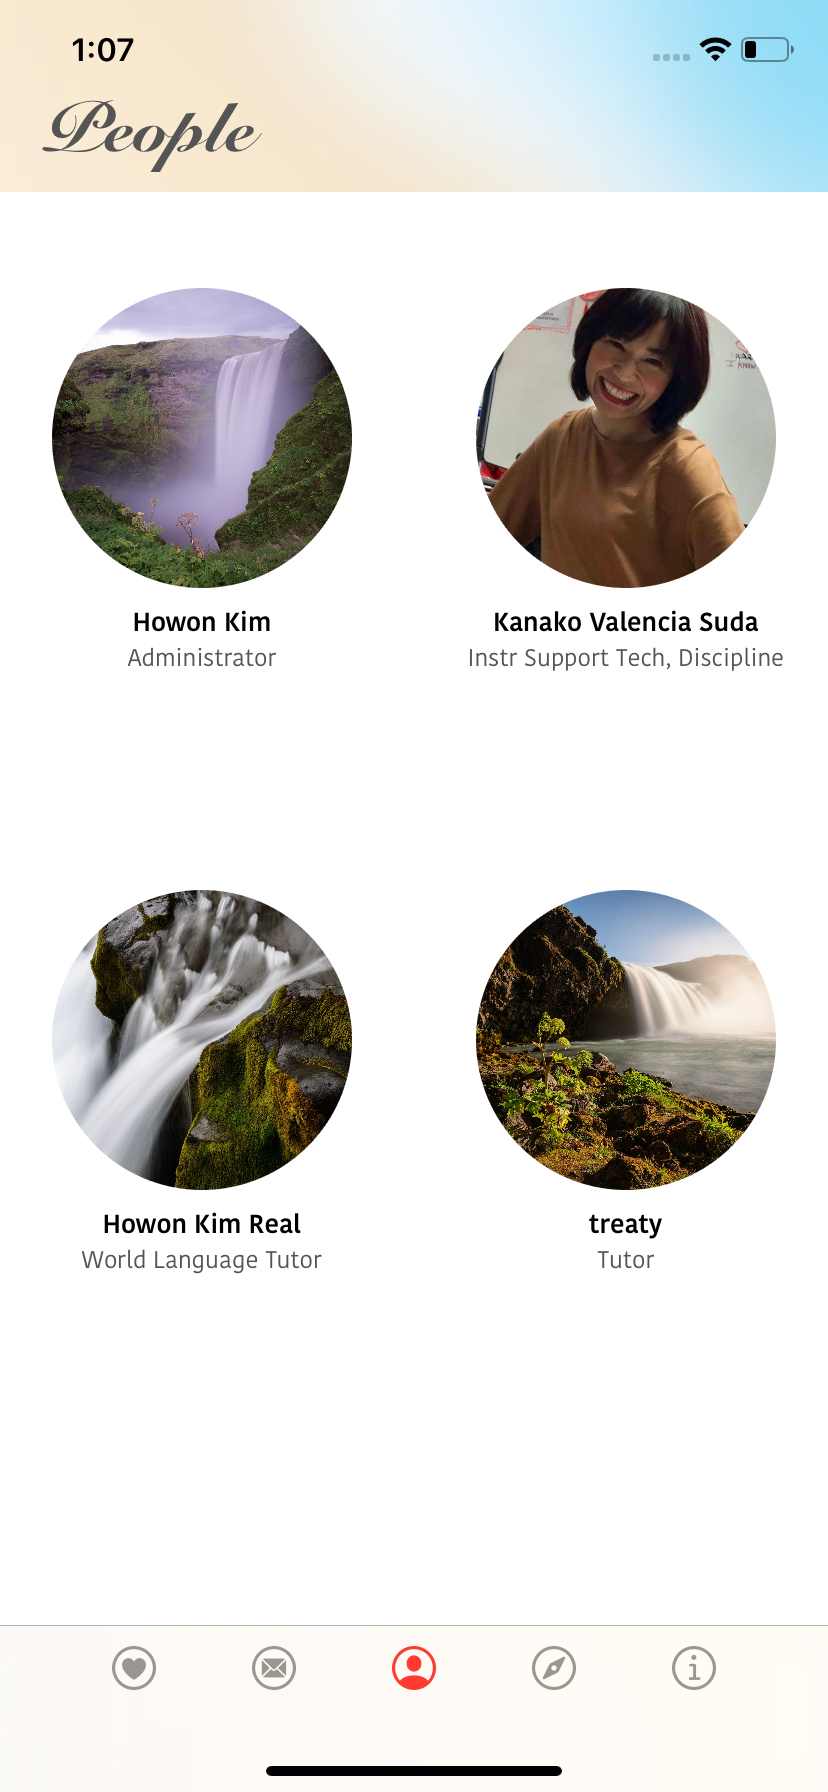 1:07
People
Howon Kim
Administrator
Kanako Valencia Suda
Instr Support Tech, Discipline
Howon Kim Real
World Language Tutor
treaty
Tutor